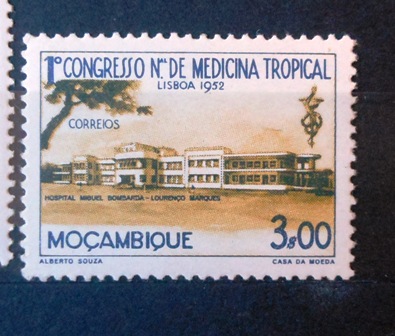 1º CONGRESSO N.al DE MEDICINA TROPICAL
LISBOA 1952
CORREIOS
HOSPITAL MIGUEL BOMBARDA - LOURENÇO MARQUES
MOÇAMBIQUE 3$00
ALBERTO SOUZA CASA DA MOEDA